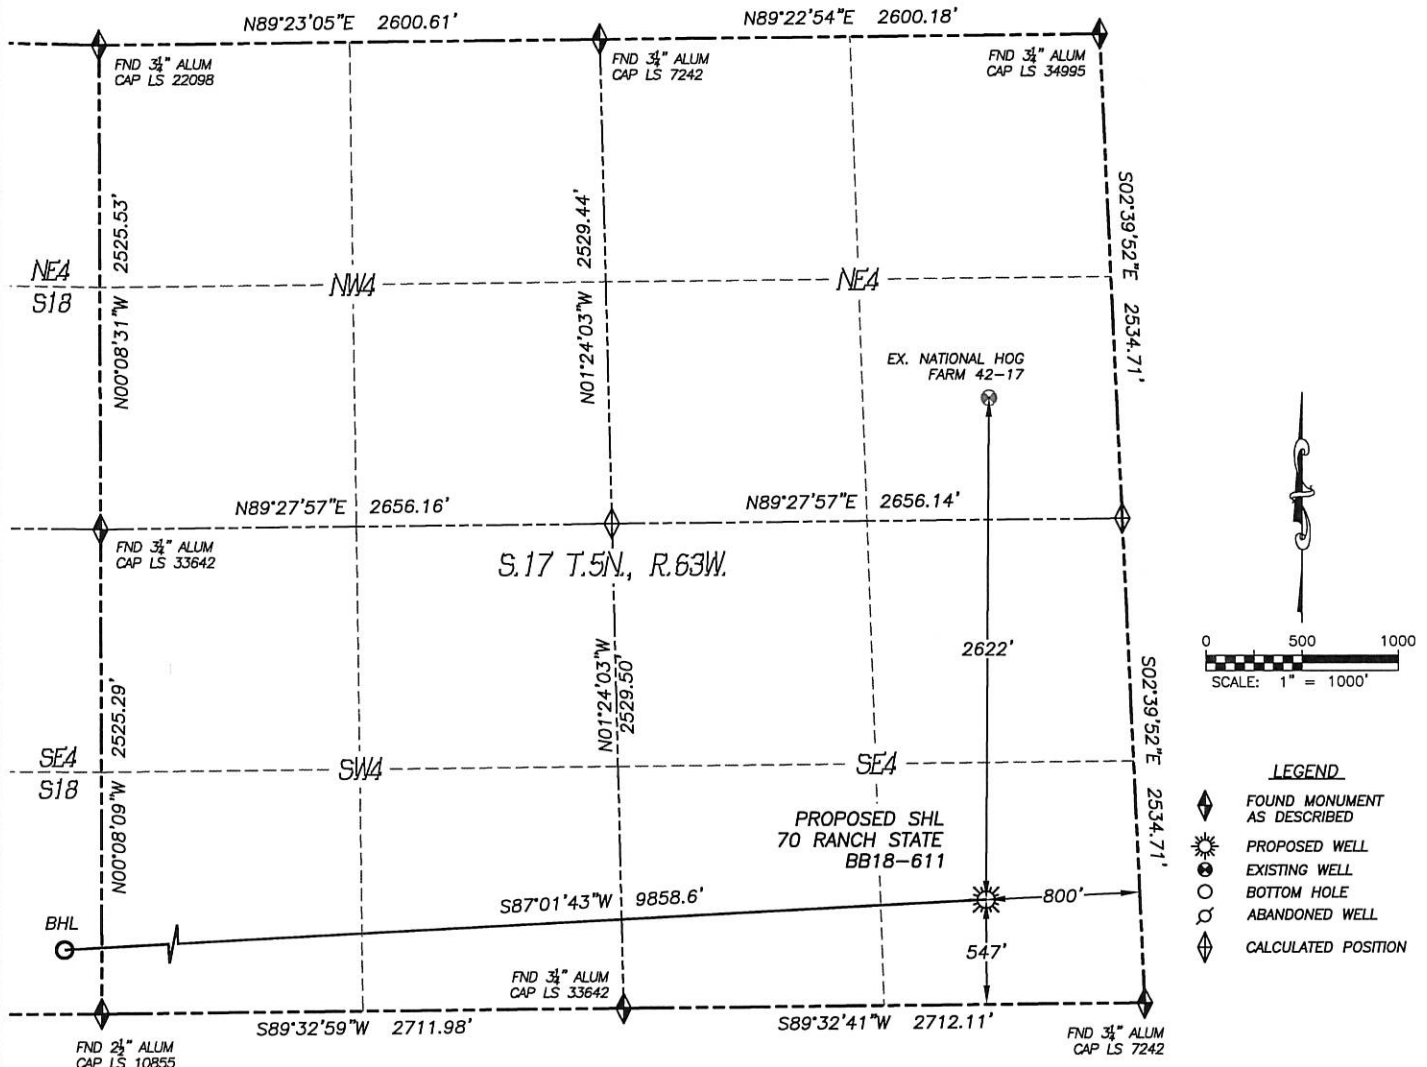 N89°23'05"E 2600.61'
N89°22'54"E 2600.18'
FND 3¼" ALUM
CAP LS 22098
FND 3¼" ALUM
CAP LS 7242
FND 3¼" ALUM
CAP LS 34995
N00°08'31"W 2525.53'
N01°24'03"W 2529.44'
S02°39'52"E 2534.71'
NE4
S18
NW4
NE4
EX. NATIONAL HOG
FARM 42-17
N89°27'57"E 2656.16'
N89°27'57"E 2656.14'
FND 3¼" ALUM
CAP LS 33642
S.17 T.5N., R.63W.
2622'
0 500 1000
SCALE: 1" = 1000'
N00°08'09"W 2525.29'
N01°24'03"W
2529.50'
S02°39'52"E 2534.71'
SE4
S18
SW4
SE4
PROPOSED SHL
70 RANCH STATE
BB18-611
LEGEND
FOUND MONUMENT
AS DESCRIBED
PROPOSED WELL
EXISTING WELL
BOTTOM HOLE
ABANDONED WELL
CALCULATED POSITION
BHL
S87°01'43"W 9858.6'
800'
547'
FND 3¼" ALUM
CAP LS 33642
S89°32'59"W 2711.98'
S89°32'41"W 2712.11'
FND 2½" ALUM
CAP LS 10855
FND 3¼" ALUM
CAP LS 7242